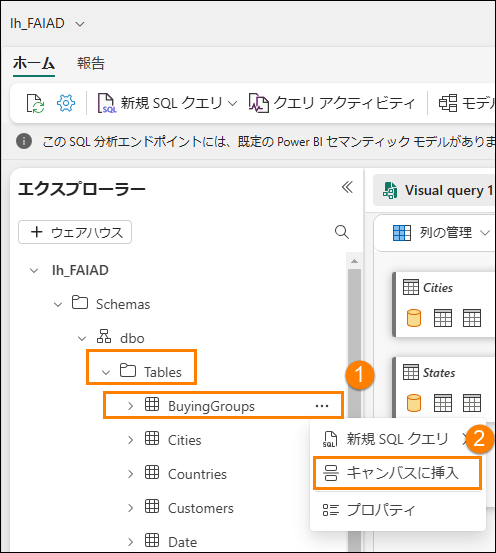 lh_FAIAD
ホーム 報告
新規 SQL クエリ クエリ アクティビティ モデル
この SQL 分析エンドポイントには、既定の Power BI セマンティック モデルがありま
エクスプローラー
Visual query 1
+ ウェアハウス
列の管理
lh_FAIAD
Schemas
Cities
dbo
Tables
States
1
BuyingGroups ...
2
新規 SQL クエリ
Cities
キャンバスに挿入
Countries
プロパティ
Customers
Date